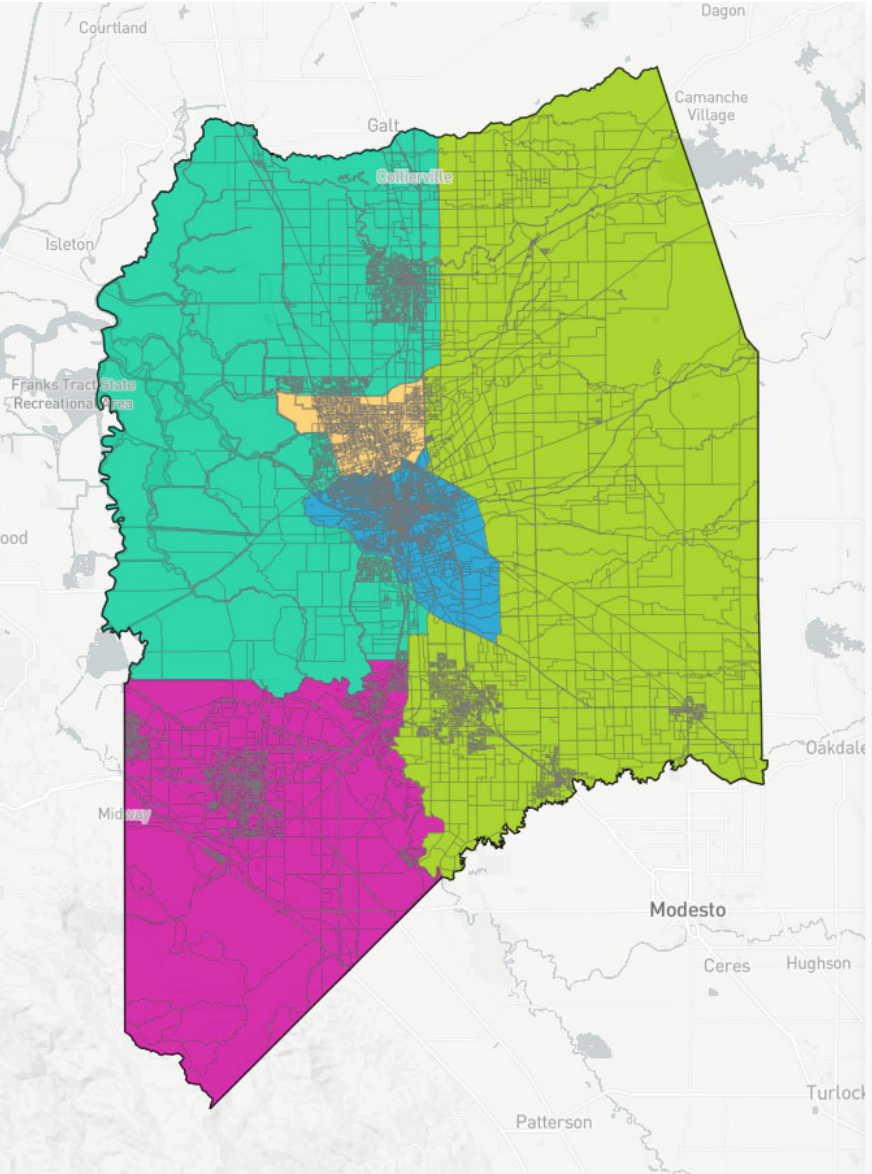 Dagon
Courtland
Camanche
Village
Galt
Collierville
Isleton
Franks Tract State
Recreational Area
ood
Oakdale
Midway
Modesto
Ceres
Hughson
Turlock
Patterson